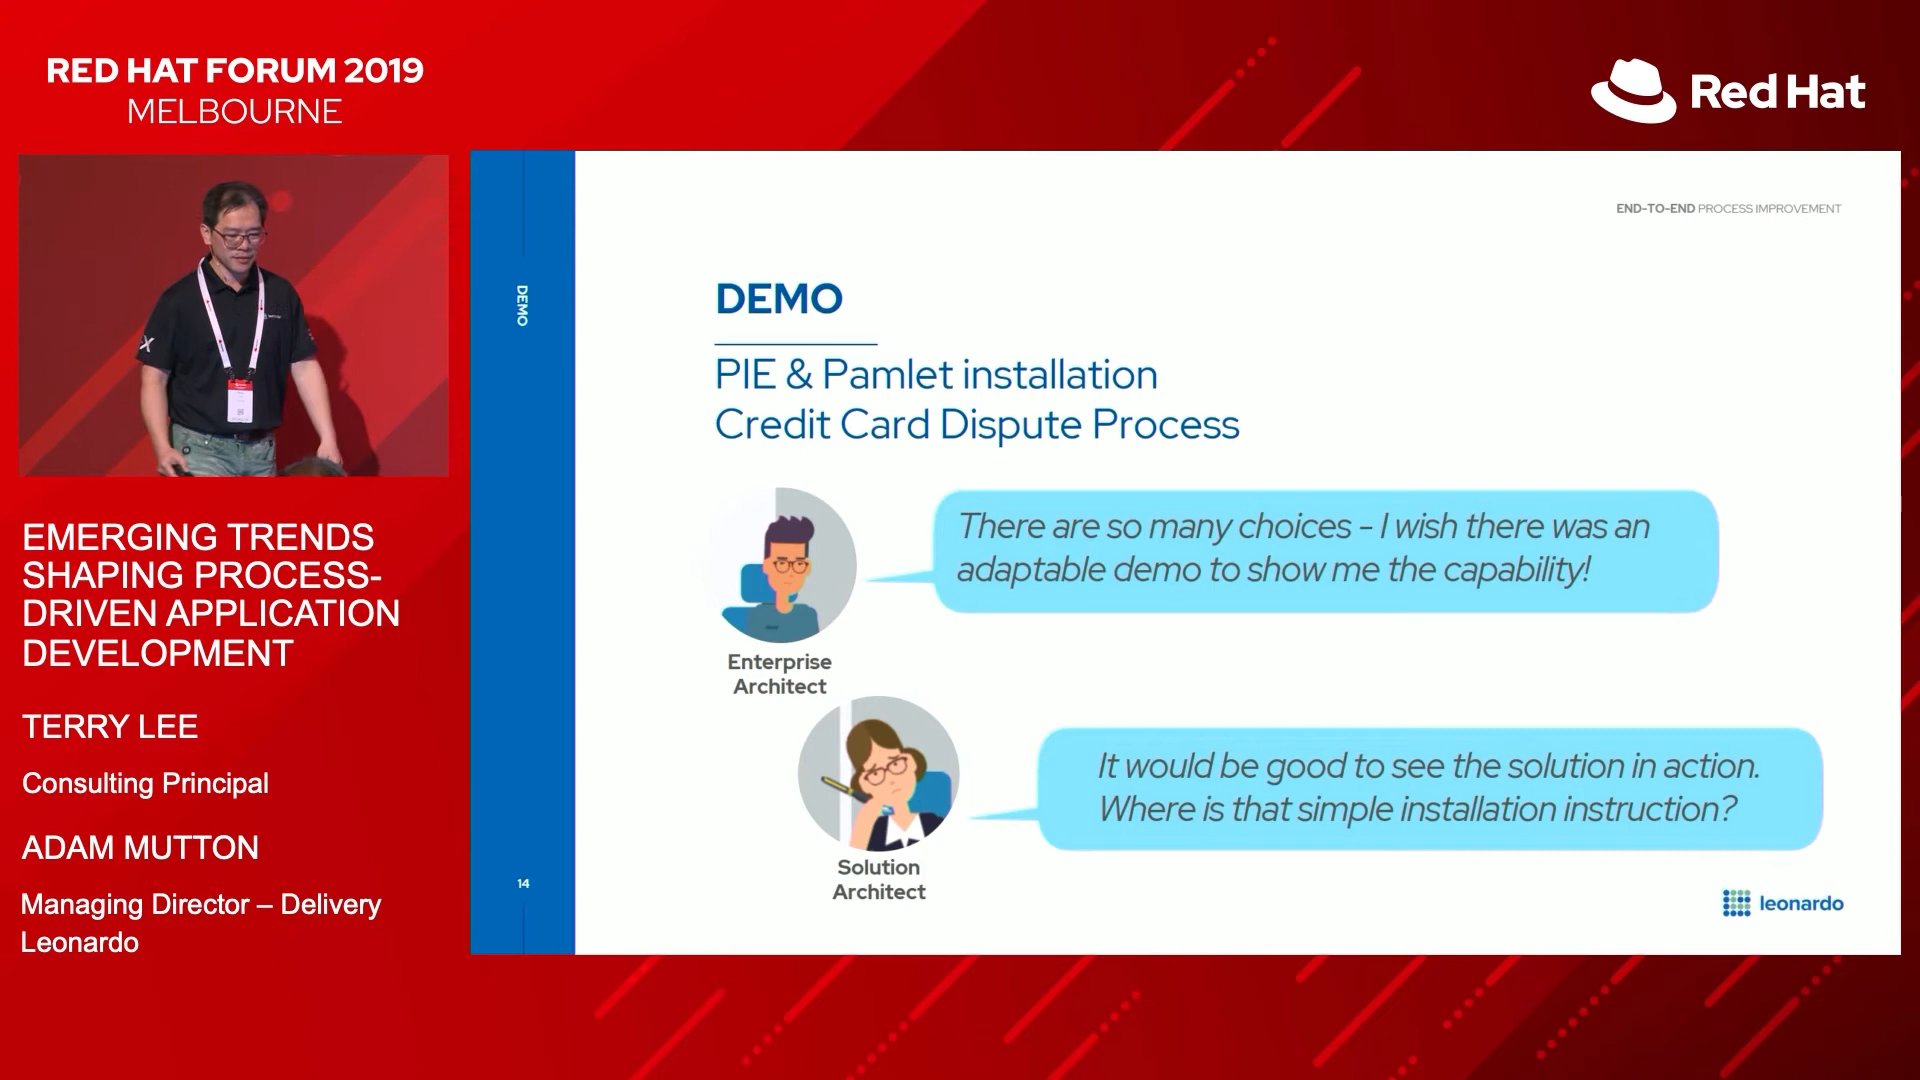 RED HAT FORUM 2019
MELBOURNE
Red Hat
EMERGING TRENDS
SHAPING PROCESS-
DRIVEN APPLICATION
DEVELOPMENT
TERRY LEE
Consulting Principal
ADAM MUTTON
Managing Director – Delivery
Leonardo
DEMO
14
END-TO-END PROCESS IMPROVEMENT
DEMO
PIE & Pamlet installation
Credit Card Dispute Process
There are so many choices - I wish there was an
adaptable demo to show me the capability!
Enterprise
Architect
It would be good to see the solution in action.
Where is that simple installation instruction?
Solution
Architect
leonardo